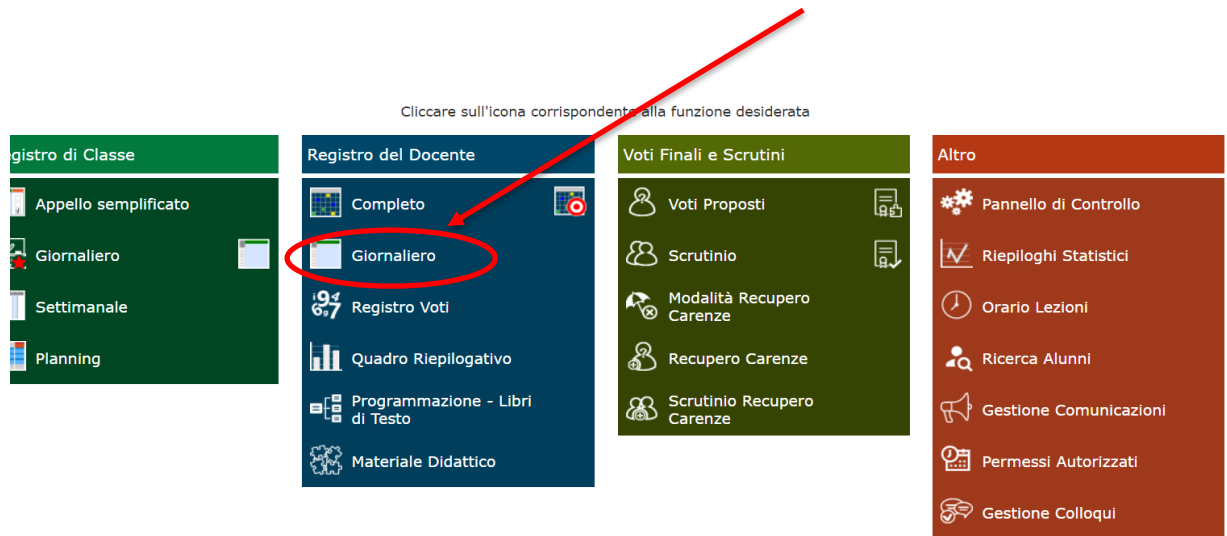 Cliccare sull'icona corrispondente alla funzione desiderata
egistro di Classe
Appello semplificato
Giornaliero
Settimanale
Planning
Registro del Docente
Completo
Giornaliero
Registro Voti
Quadro Riepilogativo
Programmazione - Libri
di Testo
Materiale Didattico
Voti Finali e Scrutini
Voti Proposti
Scrutinio
Modalità Recupero
Carenze
Recupero Carenze
Scrutinio Recupero
Carenze
Altro
Pannello di Controllo
Riepiloghi Statistici
Orario Lezioni
Ricerca Alunni
Gestione Comunicazioni
Permessi Autorizzati
Gestione Colloqui